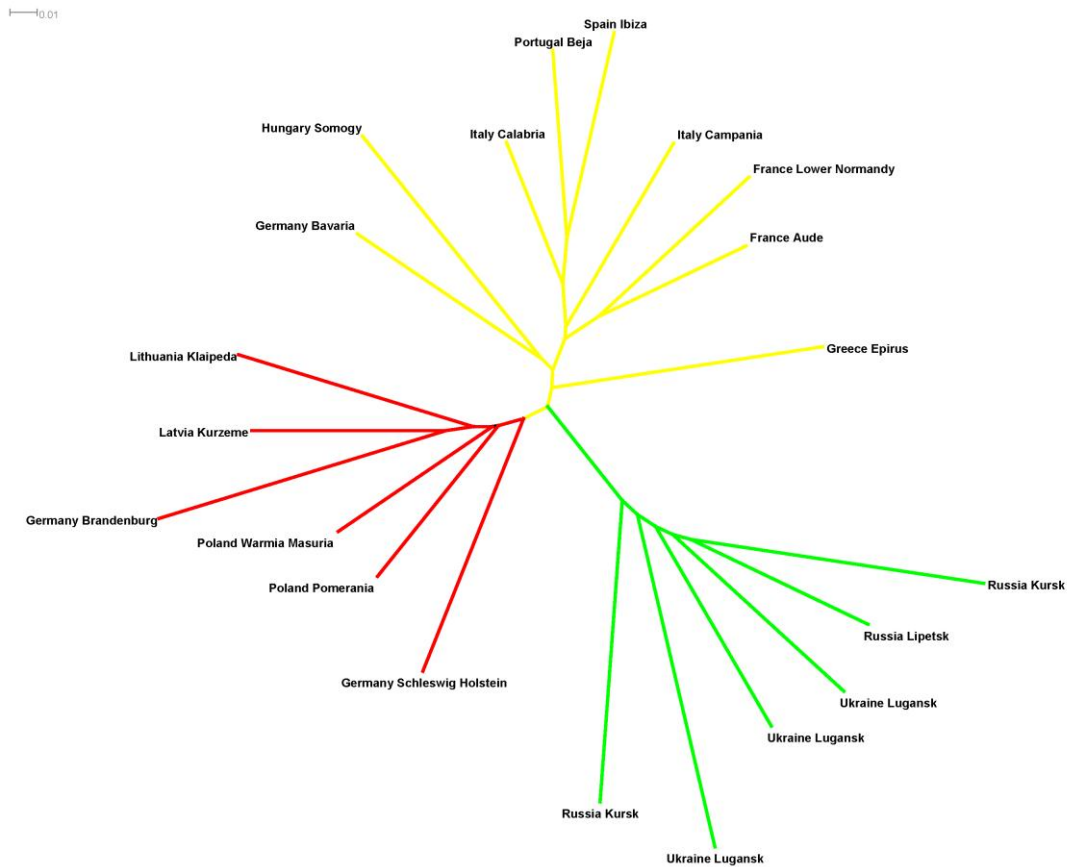 0.01
Spain Ibiza
Portugal Beja
Hungary Somogy
Italy Calabria
Italy Campania
France Lower Normandy
Germany Bavaria
France Aude
Greece Epirus
Lithuania Klaipeda
Latvia Kurzeme
Germany Brandenburg
Poland Warmia Masuria
Poland Pomerania
Russia Kursk
Russia Lipetsk
Germany Schleswig Holstein
Ukraine Lugansk
Ukraine Lugansk
Russia Kursk
Ukraine Lugansk